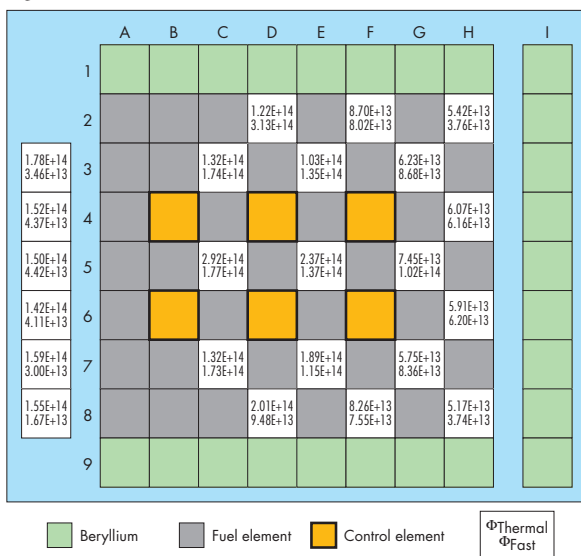 A B C D E F G H I
1
2
1.22E+14 8.70E+13 5.42E+13
3.13E+14 8.02E+13 3.76E+13
1.78E+14
3.46E+13
3
1.32E+14 1.03E+14 6.23E+13
1.74E+14 1.35E+14 8.68E+13
1.52E+14
4.37E+13
4
6.07E+13
6.16E+13
1.50E+14
4.42E+13
5
2.92E+14 2.37E+14 7.45E+13
1.77E+14 1.37E+14 1.02E+14
1.42E+14
4.11E+13
6
5.91E+13
6.20E+13
1.59E+14
3.00E+13
7
1.32E+14 1.89E+14 5.75E+13
1.73E+14 1.15E+14 8.36E+13
1.55E+14
1.67E+13
8
2.01E+14 8.26E+13 5.17E+13
9.48E+13 7.55E+13 3.74E+13
9
Beryllium Fuel element Control element
ΦThermal
ΦFast